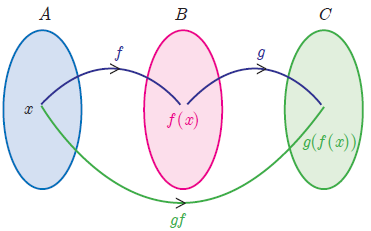 A B C
f g
x
f(x)
g(f(x))
gf